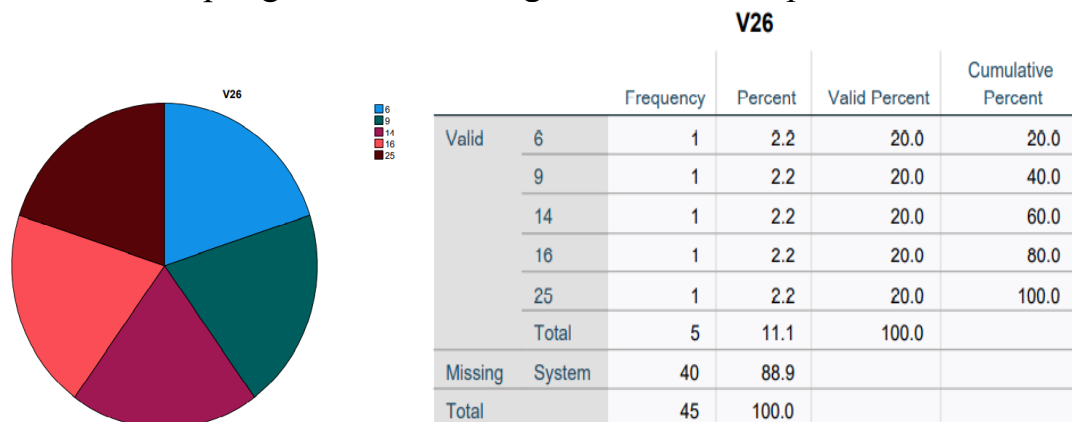 V26
6
9
14
16
25
V26
Frequency Percent Valid Percent Cumulative Percent
Valid 6 1 2.2 20.0 20.0
9 1 2.2 20.0 40.0
14 1 2.2 20.0 60.0
16 1 2.2 20.0 80.0
25 1 2.2 20.0 100.0
Total 5 11.1 100.0
Missing System 40 88.9
Total 45 100.0